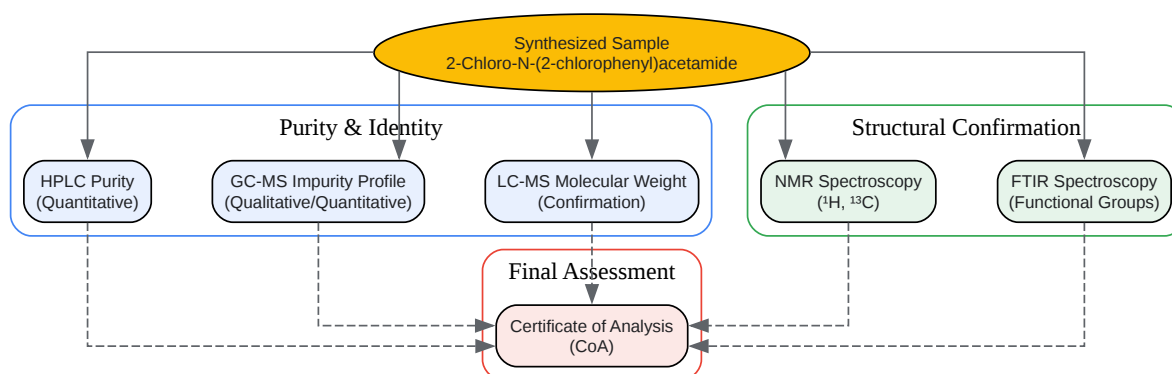 Synthesized Sample
2-Chloro-N-(2-chlorophenyl)acetamide
Purity & Identity
Structural Confirmation
HPLC Purity
(Quantitative)
GC-MS Impurity Profile
(Qualitative/Quantitative)
LC-MS Molecular Weight
(Confirmation)
NMR Spectroscopy
(¹H, ¹³C)
FTIR Spectroscopy
(Functional Groups)
Final Assessment
Certificate of Analysis
(CoA)